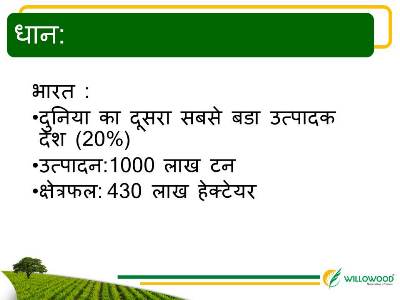 धान:
भारत :
•दुनिया का दूसरा सबसे बडा उत्पादक
देश (20%)
•उत्पादन:1000 लाख टन
•क्षेत्रफल: 430 लाख हेक्टेयर
WILLOWOOD